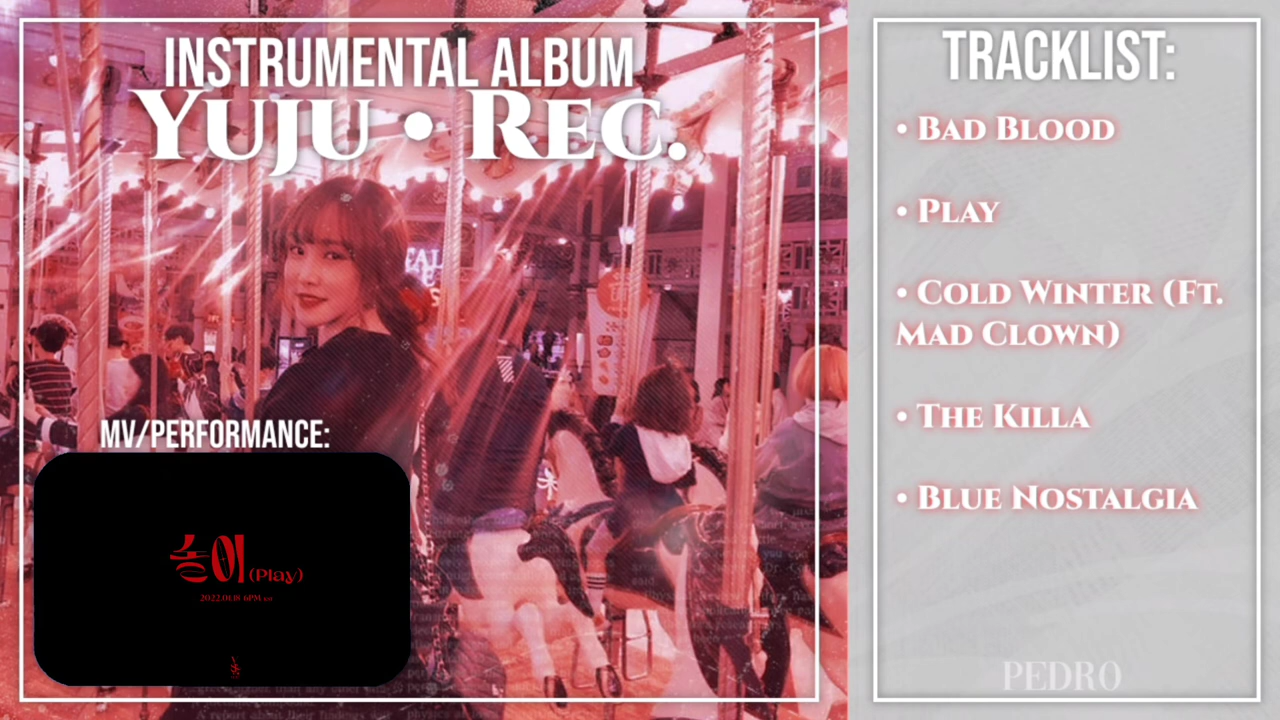 INSTRUMENTAL ALBUM
YUJU • REC.
MV/PERFORMANCE:
송이 (Play)
2022.01.18 6PM KST
TRACKLIST:
• BAD BLOOD
• PLAY
• COLD WINTER (FT.
MAD CLOWN)
• THE KILLA
• BLUE NOSTALGIA
PEDRO